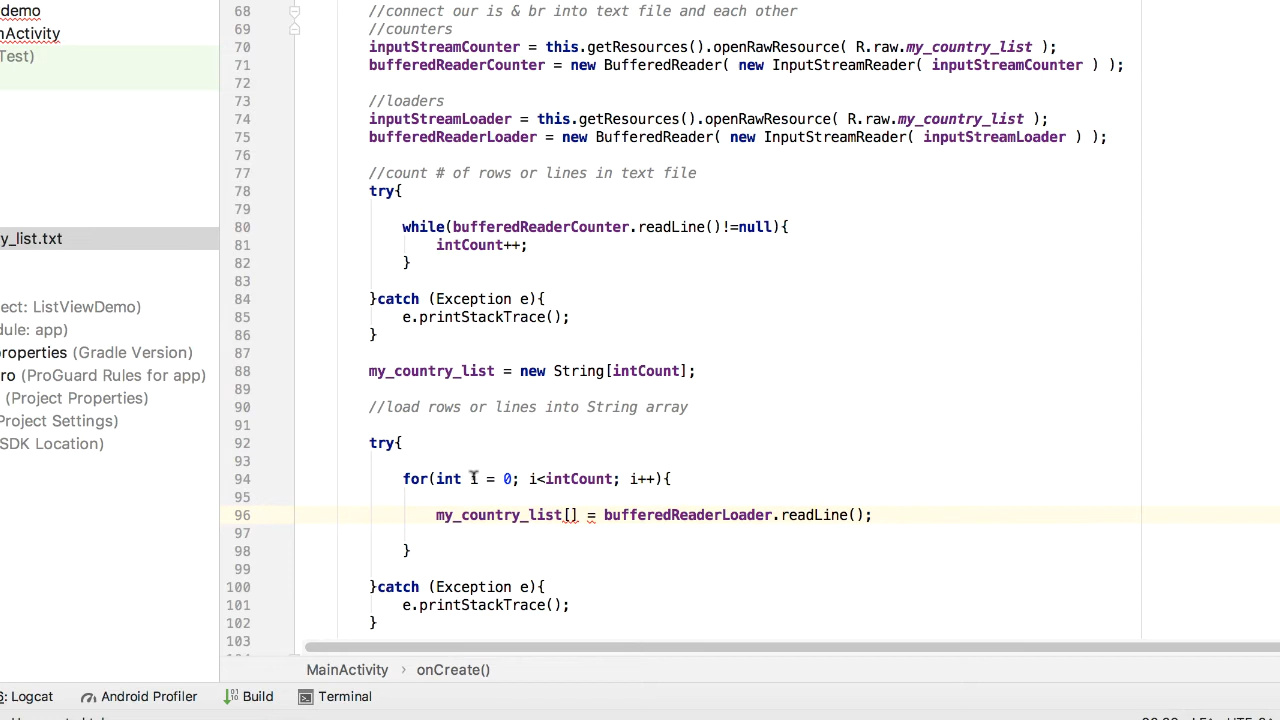 demo
nActivity
Test)
y_list.txt
ect: ListViewDemo)
dule: app)
properties (Gradle Version)
ro (ProGuard Rules for app)
(Project Properties)
Project Settings)
SDK Location)
68 //connect our is & br into text file and each other
69 //counters
70 inputStreamCounter = this.getResources().openRawResource( R.raw.my_country_list );
71 bufferedReaderCounter = new BufferedReader( new InputStreamReader( inputStreamCounter ) );
72
73 //loaders
74 inputStreamLoader = this.getResources().openRawResource( R.raw.my_country_list );
75 bufferedReaderLoader = new BufferedReader( new InputStreamReader( inputStreamLoader ) );
76
77 //count # of rows or lines in text file
78 try{
79
80 while(bufferedReaderCounter.readLine()!=null){
81 intCount++;
82 }
83
84 }catch (Exception e){
85 e.printStackTrace();
86 }
87
88 my_country_list = new String[intCount];
89
90 //load rows or lines into String array
91
92 try{
93
94 for(int i = 0; i<intCount; i++){
95
96 my_country_list[] = bufferedReaderLoader.readLine();
97
98 }
99
100 }catch (Exception e){
101 e.printStackTrace();
102 }
103
MainActivity › onCreate()
6: Logcat Android Profiler Build Terminal